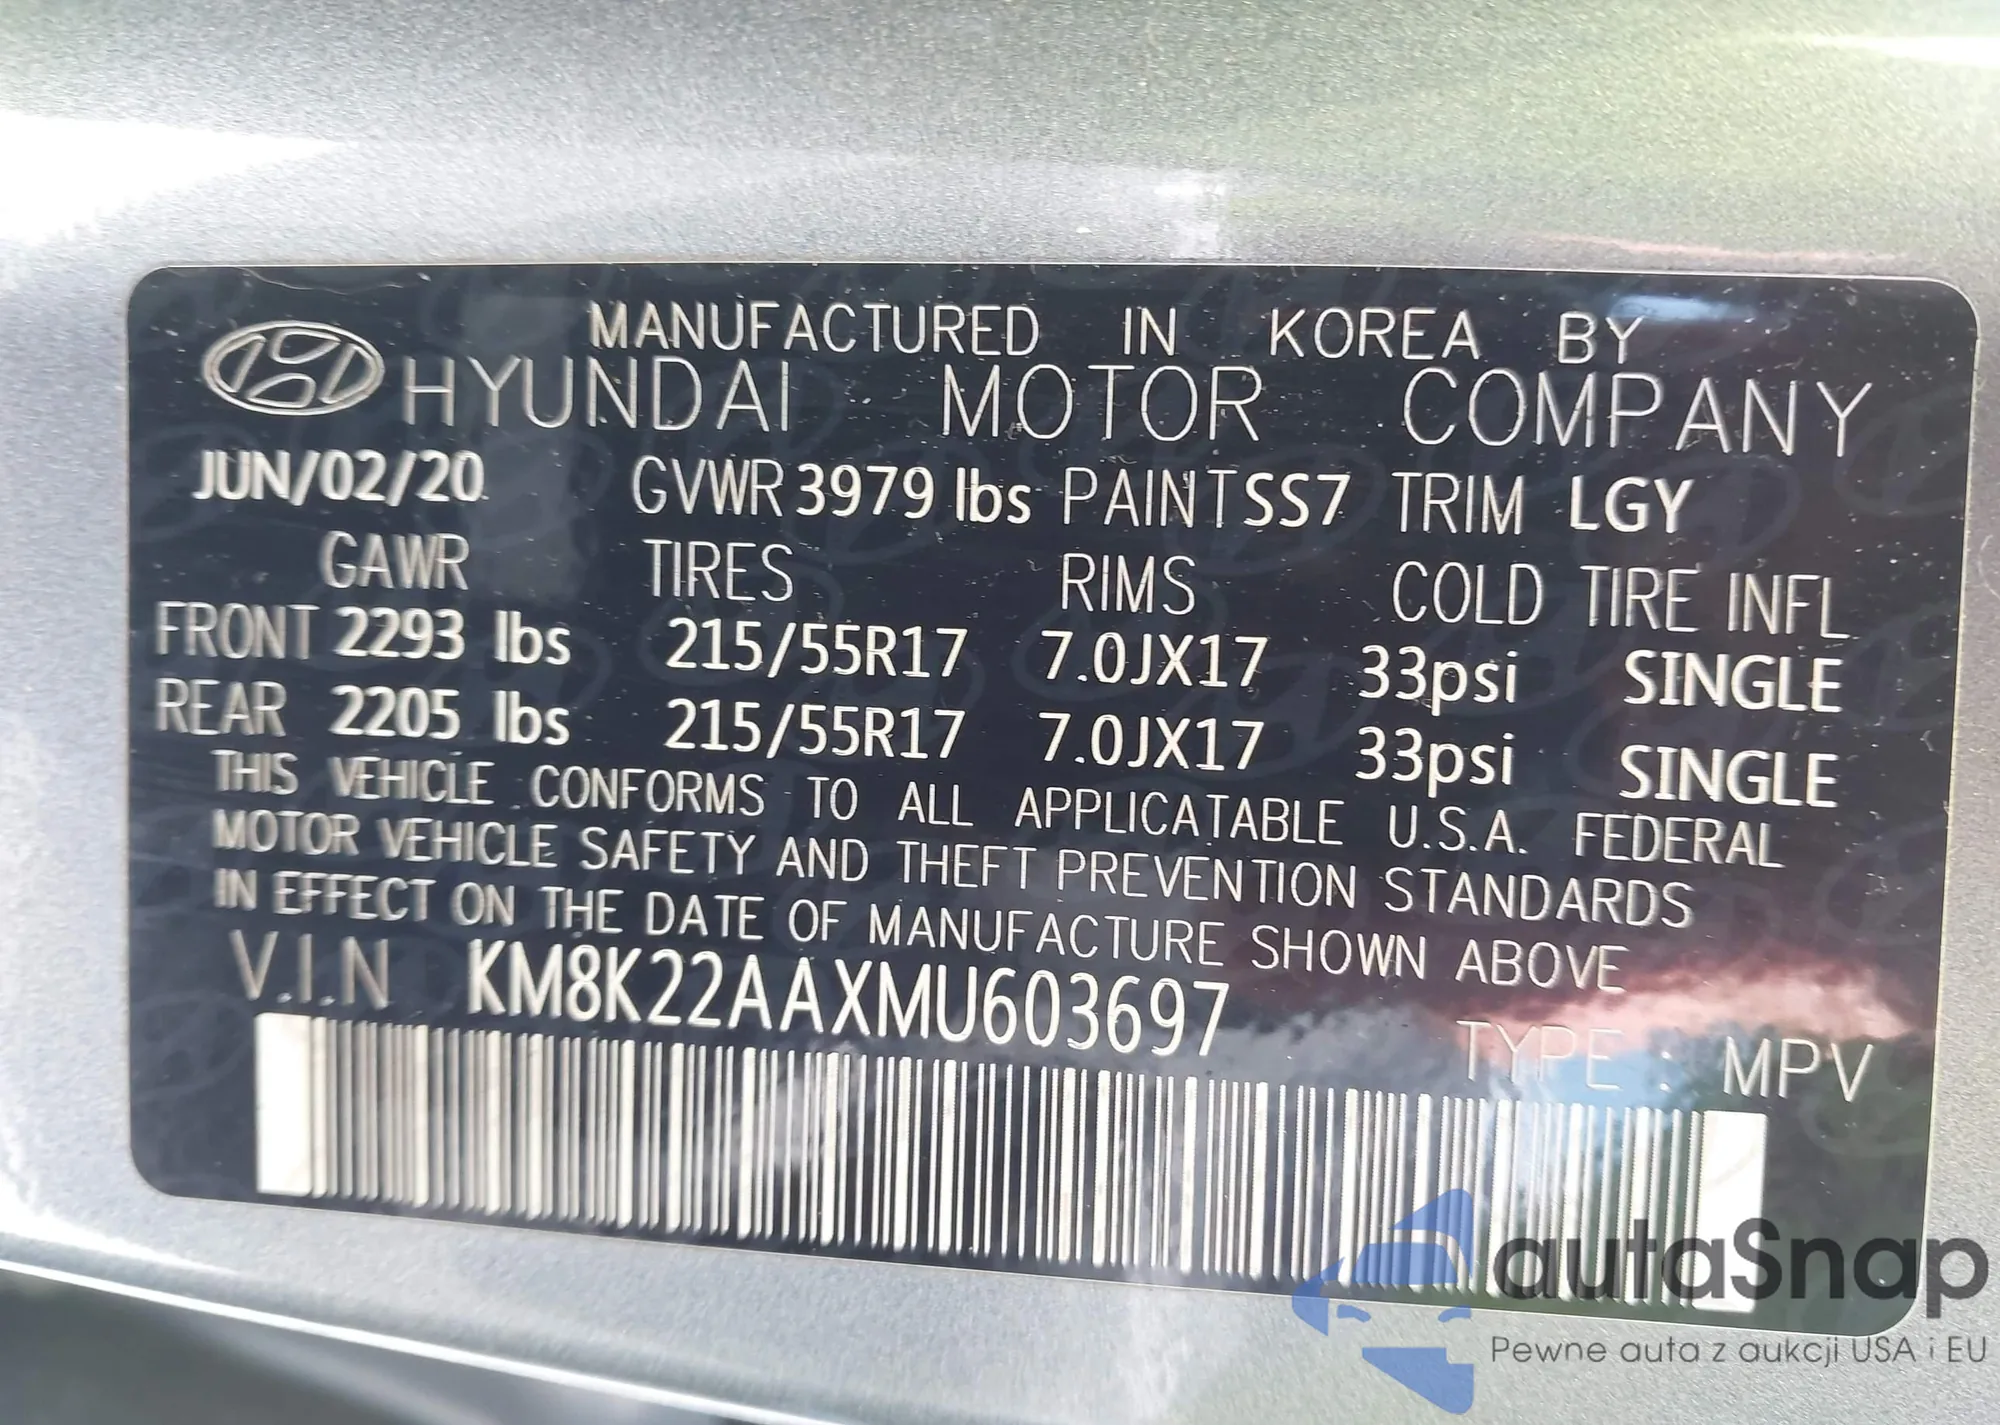 MANUFACTURED IN KOREA BY
HYUNDAI MOTOR COMPANY
JUN/02/20 GVWR 3979 lbs PAINT SS7 TRIM LGY
GAWR TIRES RIMS COLD TIRE INFL
FRONT 2293 lbs 215/55R17 7.0JX17 33psi SINGLE
REAR 2205 lbs 215/55R17 7.0JX17 33psi SINGLE
THIS VEHICLE CONFORMS TO ALL APPLICATABLE U.S.A. FEDERAL
MOTOR VEHICLE SAFETY AND THEFT PREVENTION STANDARDS
IN EFFECT ON THE DATE OF MANUFACTURE SHOWN ABOVE
V.I.N KM8K22AAXMU603697
TYPE : MPV
autaSnap
Pewne auta z aukcji USA i EU